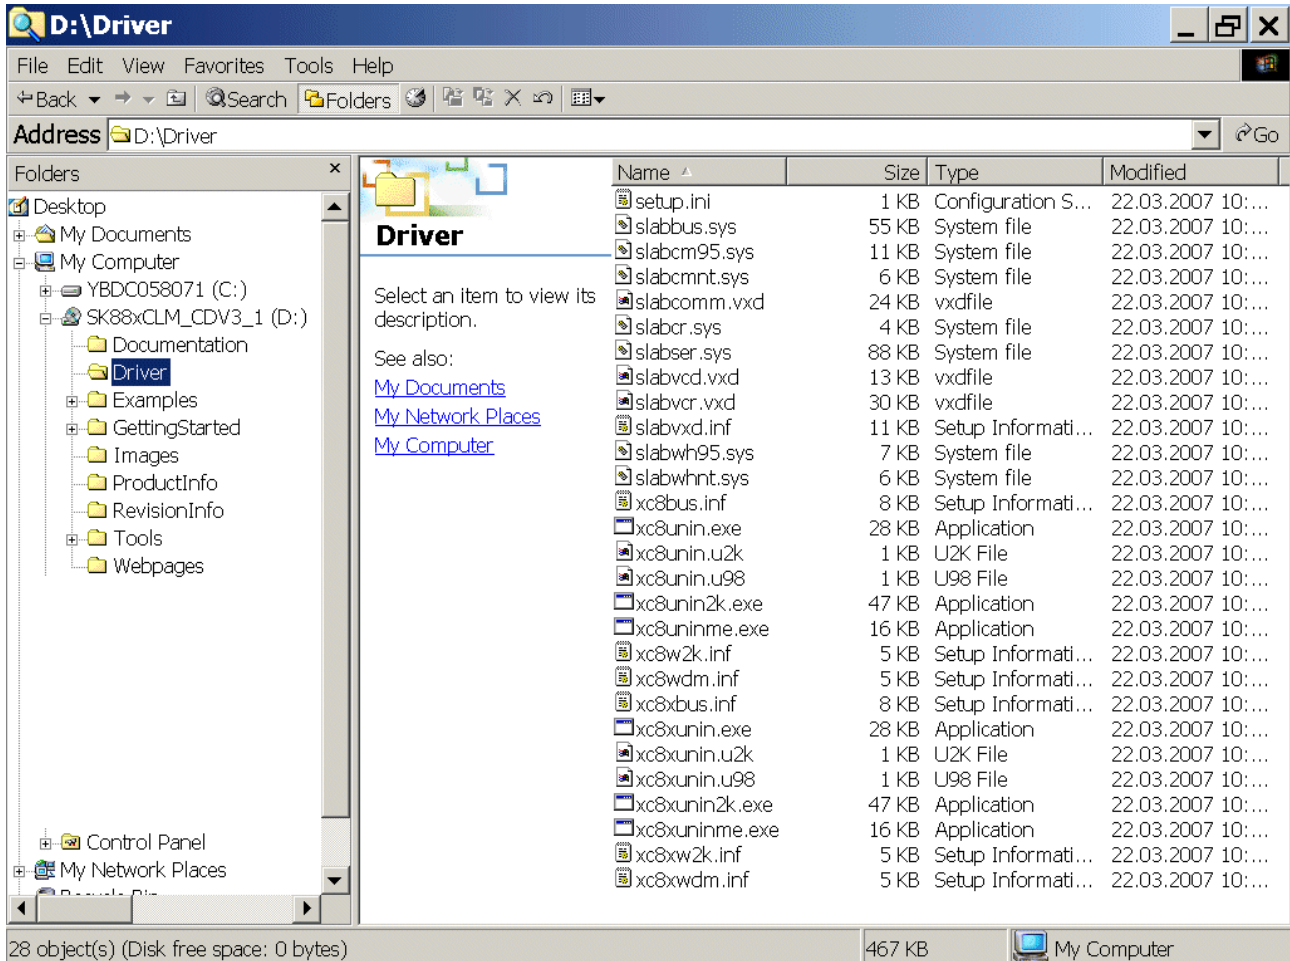 D:\Driver
File Edit View Favorites Tools Help
Back Search Folders
Address D:\Driver Go
Folders
Desktop
My Documents
My Computer
YBDC058071 (C:)
SK88xCLM_CDV3_1 (D:)
Documentation
Driver
Examples
GettingStarted
Images
ProductInfo
RevisionInfo
Tools
Webpages
Control Panel
My Network Places
Driver
Select an item to view its
description.
See also:
My Documents
My Network Places
My Computer
Name Size Type Modified
setup.ini 1 KB Configuration S... 22.03.2007 10:...
slabbus.sys 55 KB System file 22.03.2007 10:...
slabcm95.sys 11 KB System file 22.03.2007 10:...
slabcmnt.sys 6 KB System file 22.03.2007 10:...
slabcomm.vxd 24 KB vxdfile 22.03.2007 10:...
slabcr.sys 4 KB System file 22.03.2007 10:...
slabser.sys 88 KB System file 22.03.2007 10:...
slabvcd.vxd 13 KB vxdfile 22.03.2007 10:...
slabvcr.vxd 30 KB vxdfile 22.03.2007 10:...
slabvxd.inf 11 KB Setup Informati... 22.03.2007 10:...
slabwh95.sys 7 KB System file 22.03.2007 10:...
slabwhnt.sys 6 KB System file 22.03.2007 10:...
xc8bus.inf 8 KB Setup Informati... 22.03.2007 10:...
xc8unin.exe 28 KB Application 22.03.2007 10:...
xc8unin.u2k 1 KB U2K File 22.03.2007 10:...
xc8unin.u98 1 KB U98 File 22.03.2007 10:...
xc8unin2k.exe 47 KB Application 22.03.2007 10:...
xc8uninme.exe 16 KB Application 22.03.2007 10:...
xc8w2k.inf 5 KB Setup Informati... 22.03.2007 10:...
xc8wdm.inf 5 KB Setup Informati... 22.03.2007 10:...
xc8xbus.inf 8 KB Setup Informati... 22.03.2007 10:...
xc8xunin.exe 28 KB Application 22.03.2007 10:...
xc8xunin.u2k 1 KB U2K File 22.03.2007 10:...
xc8xunin.u98 1 KB U98 File 22.03.2007 10:...
xc8xunin2k.exe 47 KB Application 22.03.2007 10:...
xc8xuninme.exe 16 KB Application 22.03.2007 10:...
xc8xw2k.inf 5 KB Setup Informati... 22.03.2007 10:...
xc8xwdm.inf 5 KB Setup Informati... 22.03.2007 10:...
28 object(s) (Disk free space: 0 bytes) 467 KB My Computer